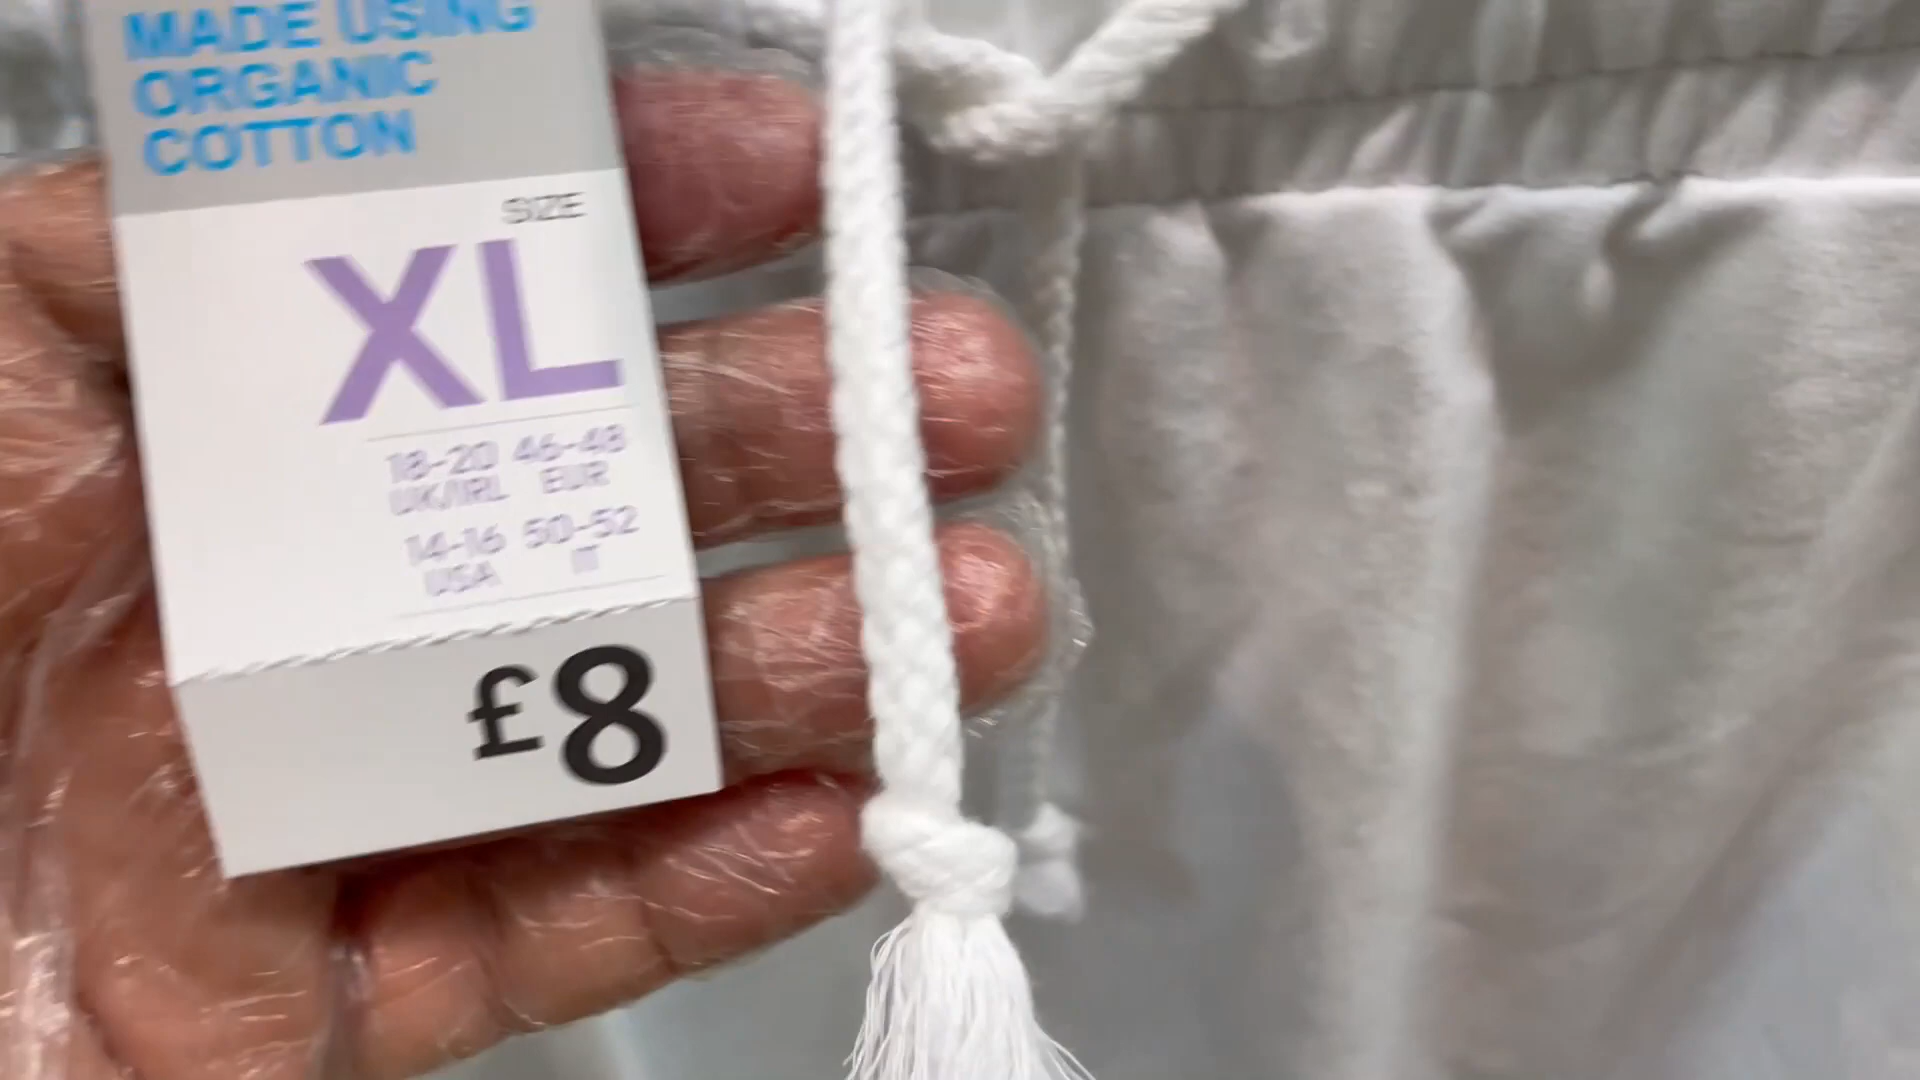 MADE USING
ORGANIC
COTTON
SIZE
XL
18-20 46-48
UK/IRL EUR
14-16 50-52
USA IT
£8